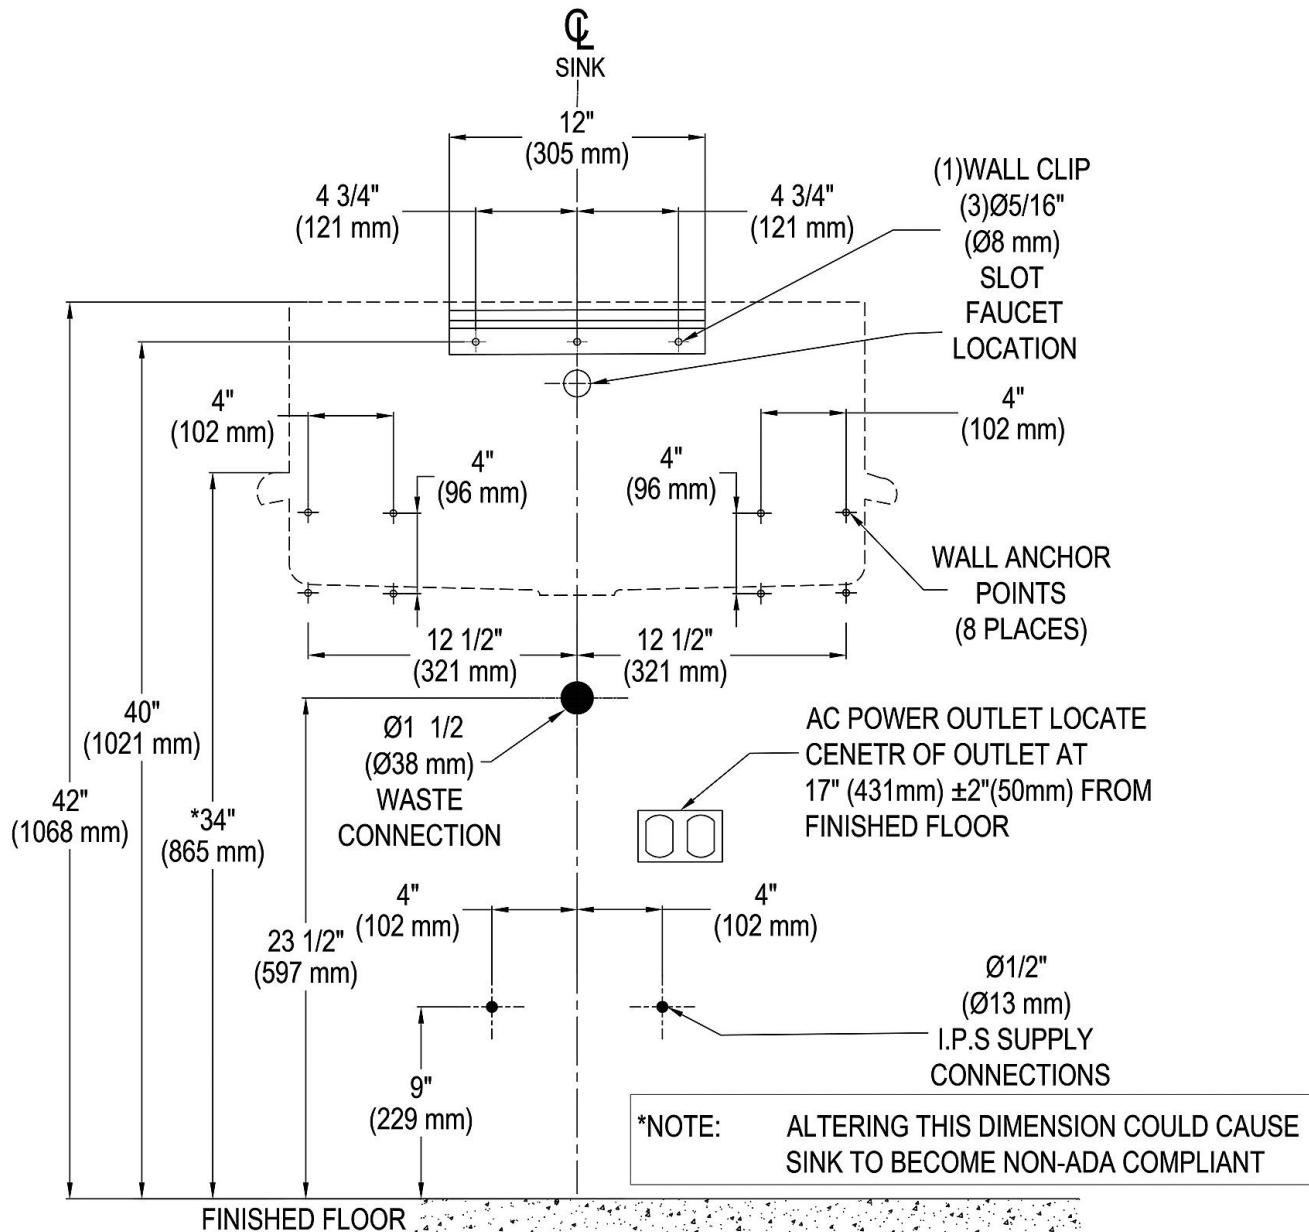 ℄
SINK
12"
(305 mm)
4 3/4"
(121 mm)
4 3/4"
(121 mm)
(1)WALL CLIP
(3)Ø5/16"
(Ø8 mm)
SLOT
FAUCET
LOCATION
4"
(102 mm)
4"
(102 mm)
4"
(96 mm)
4"
(96 mm)
WALL ANCHOR
POINTS
(8 PLACES)
12 1/2"
(321 mm)
12 1/2"
(321 mm)
40"
(1021 mm)
Ø1 1/2
(Ø38 mm)
WASTE
CONNECTION
AC POWER OUTLET LOCATE
CENETR OF OUTLET AT
17" (431mm) ±2"(50mm) FROM
FINISHED FLOOR
42"
(1068 mm)
*34"
(865 mm)
4"
(102 mm)
4"
(102 mm)
23 1/2"
(597 mm)
Ø1/2"
(Ø13 mm)
I.P.S SUPPLY
CONNECTIONS
9"
(229 mm)
*NOTE: ALTERING THIS DIMENSION COULD CAUSE
SINK TO BECOME NON-ADA COMPLIANT
FINISHED FLOOR